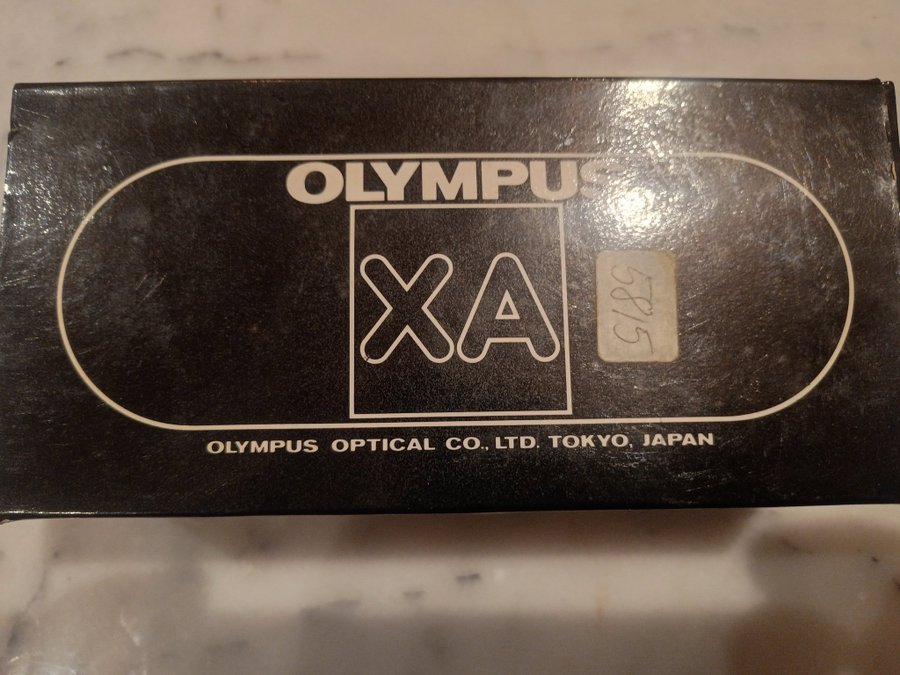 OLYMPUS
XA
5815
OLYMPUS OPTICAL CO., LTD. TOKYO, JAPAN